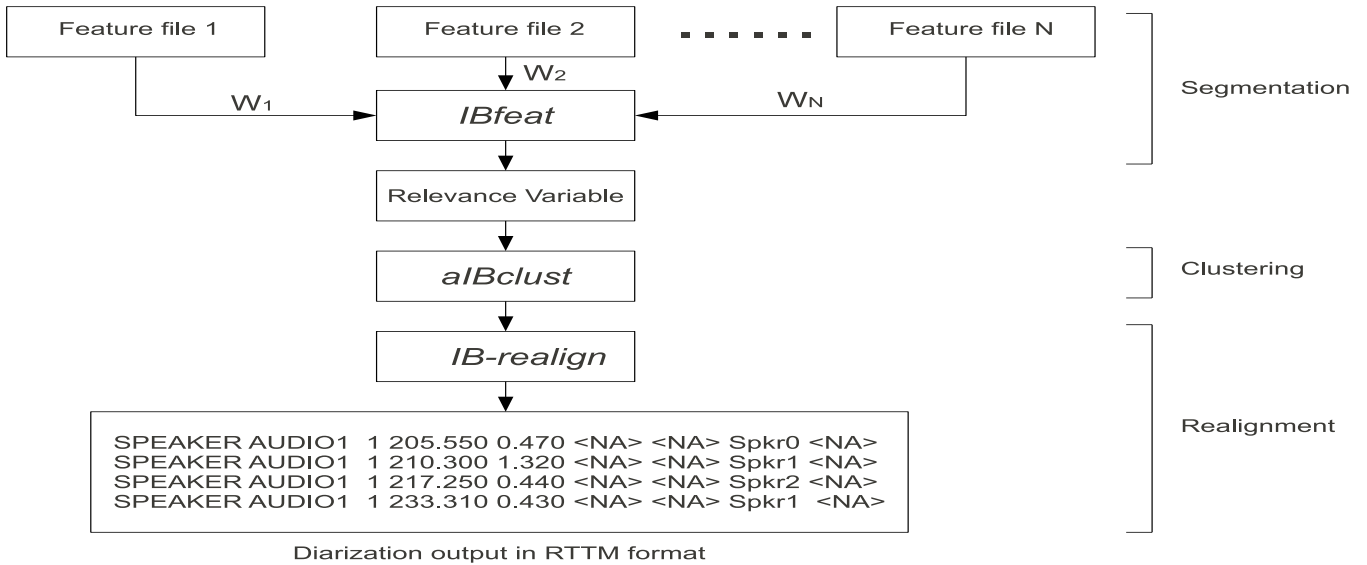 Feature file 1
Feature file 2
Feature file N
W2
W1
WN
Segmentation
IBfeat
Relevance Variable
aIBclust
Clustering
IB-realign
Realignment
SPEAKER AUDIO1 1 205.550 0.470 <NA> <NA> Spkr0 <NA>
SPEAKER AUDIO1 1 210.300 1.320 <NA> <NA> Spkr1 <NA>
SPEAKER AUDIO1 1 217.250 0.440 <NA> <NA> Spkr2 <NA>
SPEAKER AUDIO1 1 233.310 0.430 <NA> <NA> Spkr1 <NA>
Diarization output in RTTM format